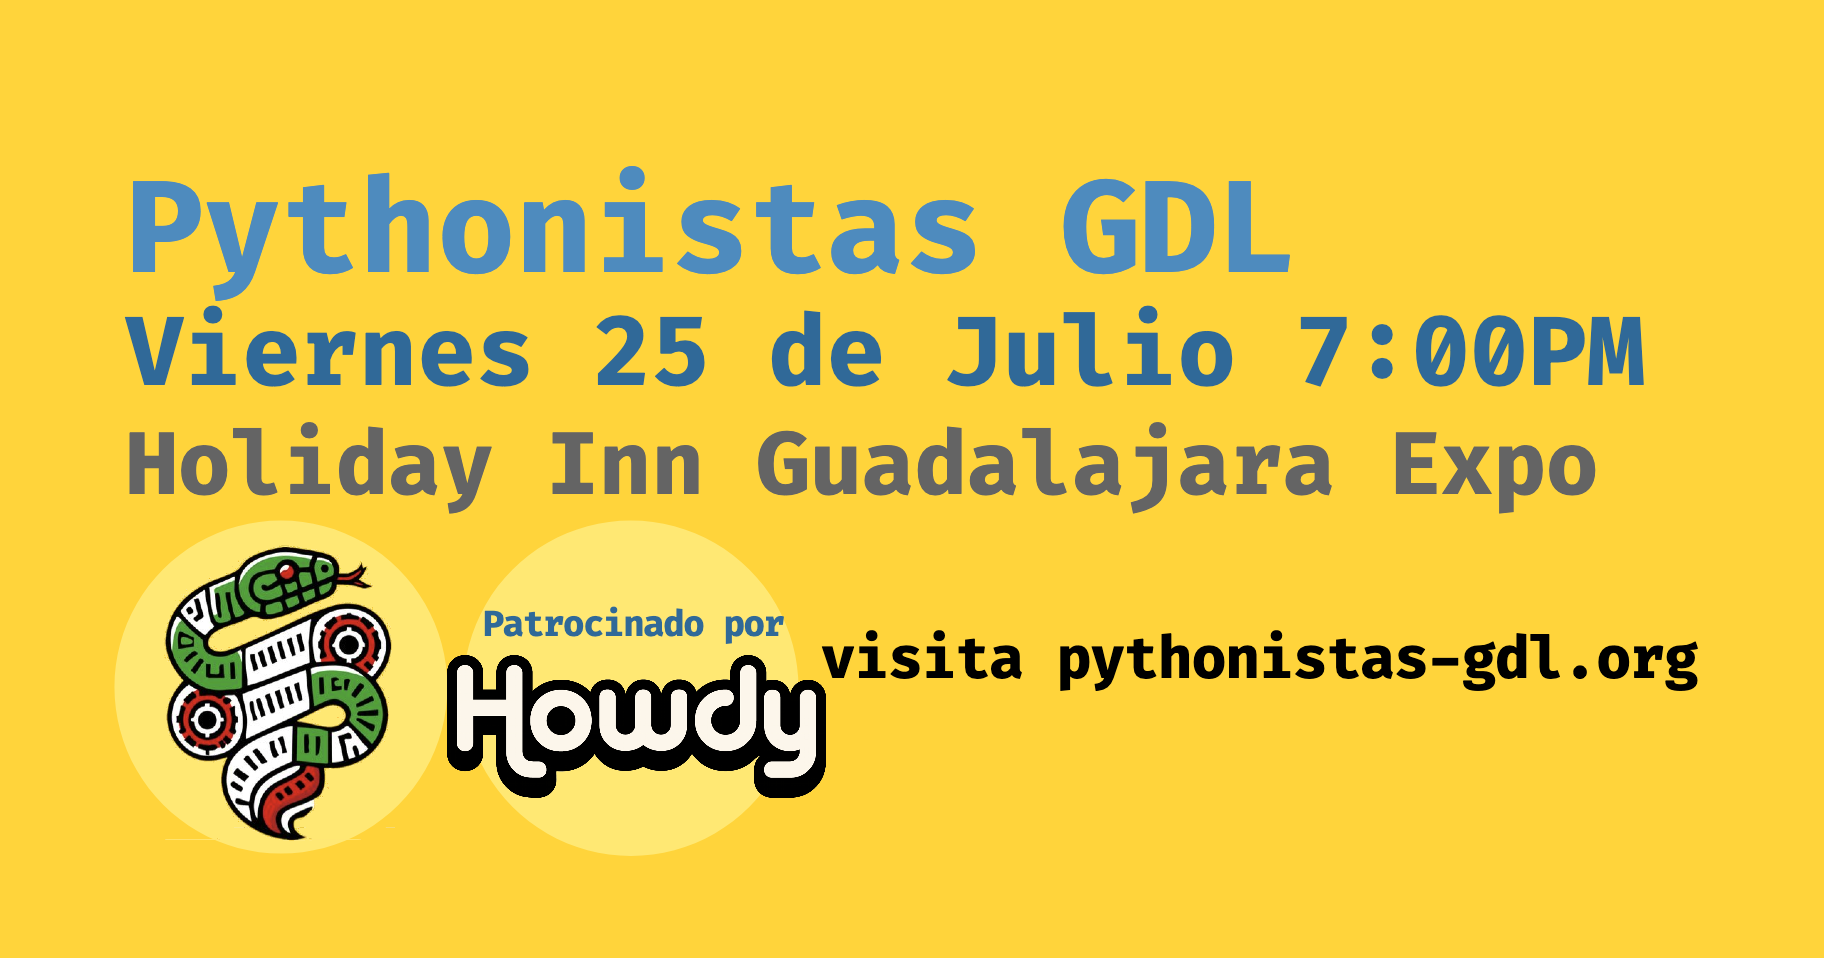 Pythonistas GDL
Viernes 25 de Julio 7:00PM
Holiday Inn Guadalajara Expo
Patrocinado por
Howdy
visita pythonistas-gdl.org